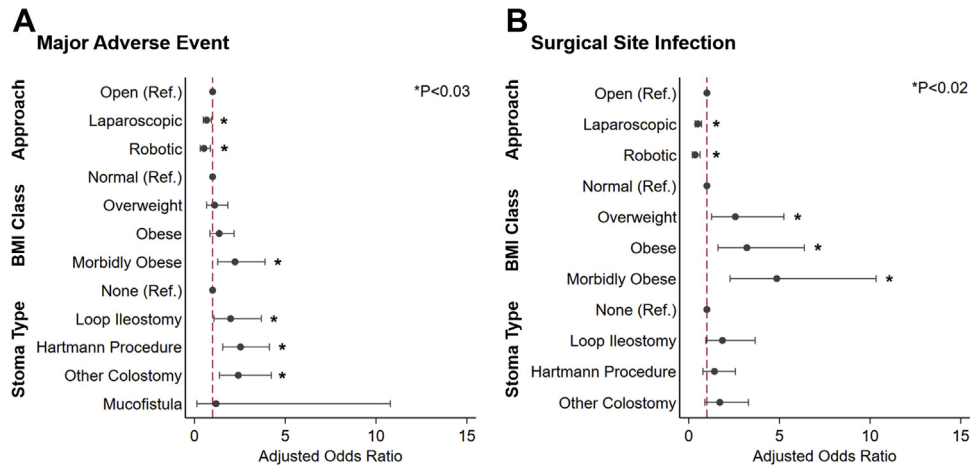 A
Major Adverse Event
*P<0.03
Approach
Open (Ref.)
Laparoscopic *
Robotic *
BMI Class
Normal (Ref.)
Overweight
Obese
Morbidly Obese *
Stoma Type
None (Ref.)
Loop Ileostomy *
Hartmann Procedure *
Other Colostomy *
Mucofistula
0 5 10 15
Adjusted Odds Ratio
B
Surgical Site Infection
*P<0.02
Approach
Open (Ref.)
Laparoscopic *
Robotic *
BMI Class
Normal (Ref.)
Overweight *
Obese *
Morbidly Obese *
Stoma Type
None (Ref.)
Loop Ileostomy
Hartmann Procedure
Other Colostomy
0 5 10 15
Adjusted Odds Ratio